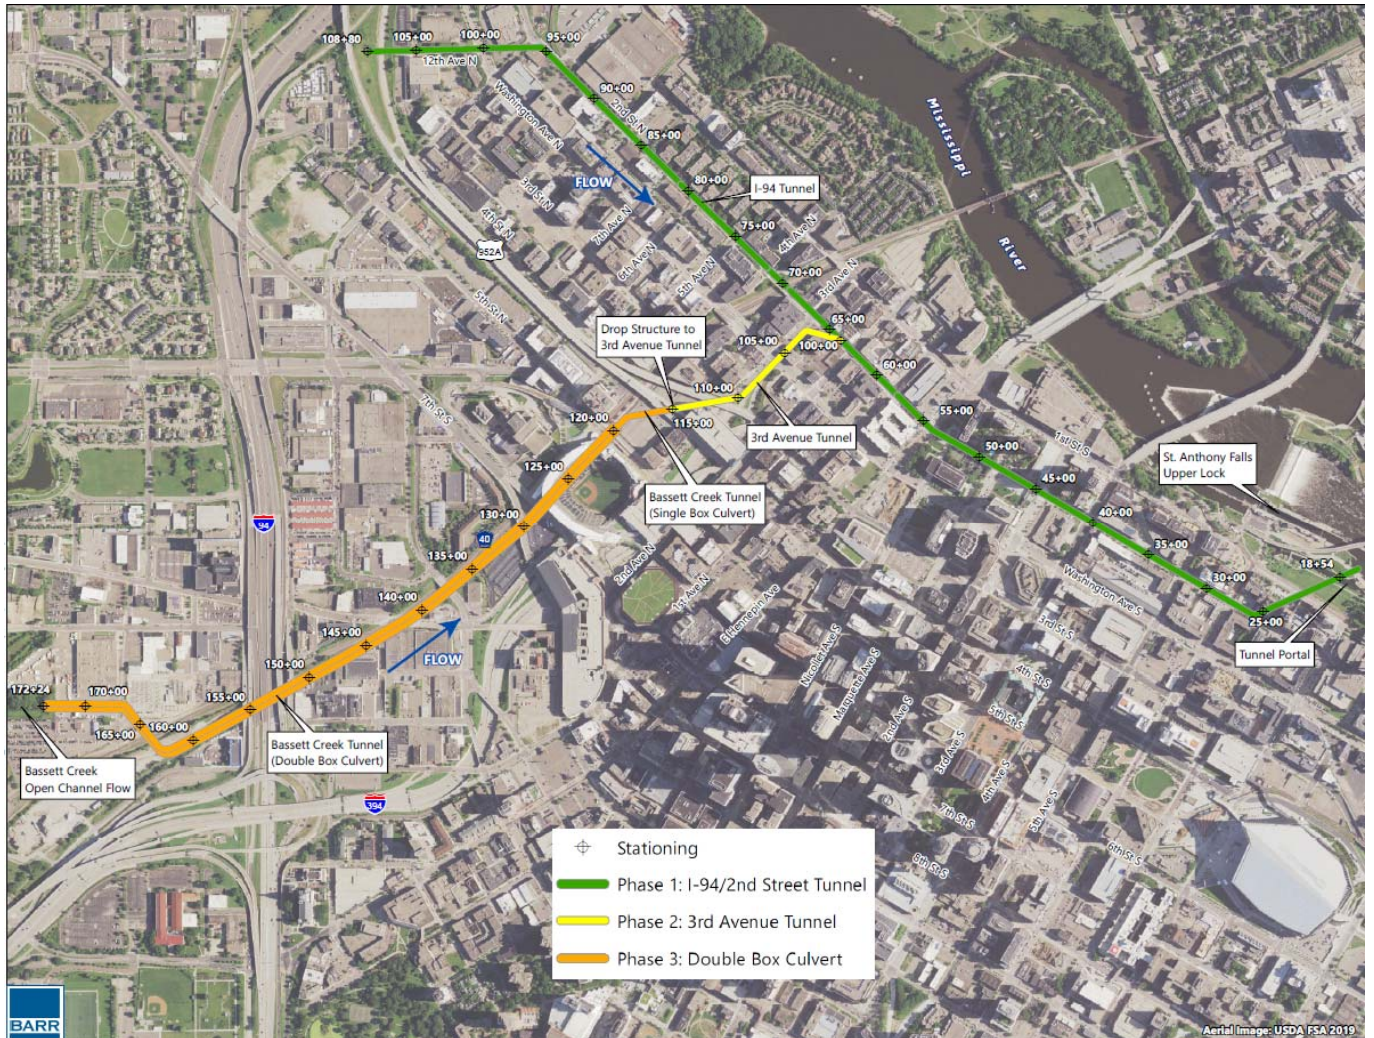 108+80
105+00
100+00
95+00
12th Ave N
90+00
Washington Ave N
2nd St N
85+00
Mississippi
River
FLOW
80+00
I-94 Tunnel
3rd St N
4th St N
7th Ave N
6th Ave N
5th Ave N
75+00
4th Ave N
952A
70+00
3rd Ave N
5th St N
Drop Structure to
3rd Avenue Tunnel
65+00
105+00
100+00
60+00
110+00
7th St S
120+00
115+00
3rd Avenue Tunnel
55+00
1st St S
50+00
St. Anthony Falls
Upper Lock
125+00
45+00
Bassett Creek Tunnel
(Single Box Culvert)
130+00
40+00
94
40
135+00
35+00
2nd Ave N
1st Avg N
E Hennepin Ave
Washington Ave S
18+54
30+00
140+00
25+00
3rd St S
145+00
FLOW
Nicollet Ave S
Marquette Ave S
Tunnel Portal
150+00
4th St S
172+24
170+00
155+00
2nd Ave S
5th St S
165+00
160+00
Bassett Creek Tunnel
(Double Box Culvert)
3rd Ave S
Bassett Creek
Open Channel Flow
4th Ave S
394
7th St S
5th Ave S
8th St S
6th St S
Stationing
Phase 1: I-94/2nd Street Tunnel
Phase 2: 3rd Avenue Tunnel
Phase 3: Double Box Culvert
BARR
Aerial Image: USDA FSA 2019